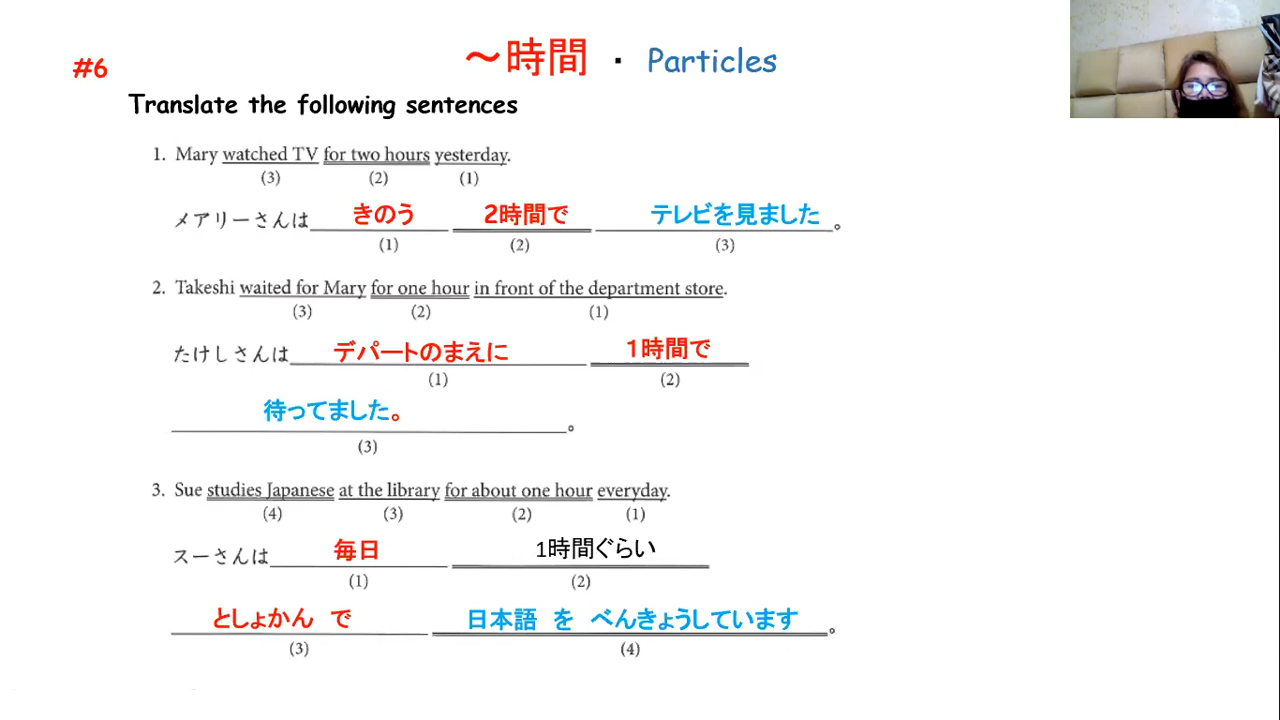 #6
～時間 ・ Particles
Translate the following sentences
1. Mary watched TV for two hours yesterday.
(3) (2) (1)
メアリーさんは きのう 2時間で テレビを見ました 。
(1) (2) (3)
2. Takeshi waited for Mary for one hour in front of the department store.
(3) (2) (1)
たけしさんは デパートのまえに 1時間で
(1) (2)
待ってました。 。
(3)
3. Sue studies Japanese at the library for about one hour everyday.
(4) (3) (2) (1)
スーさんは 毎日 1時間ぐらい
(1) (2)
としょかん で 日本語 を べんきょうしています 。
(3) (4)